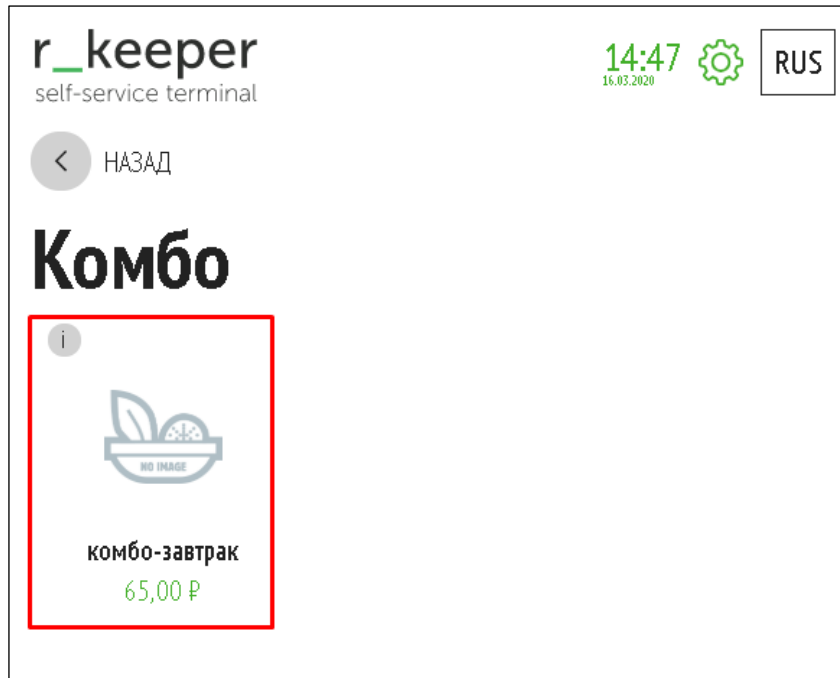 r_keeper
self-service terminal
14:47
16.03.2020
RUS
НАЗАД
Комбо
i
NO IMAGE
комбо-завтрак
65,00 ₽